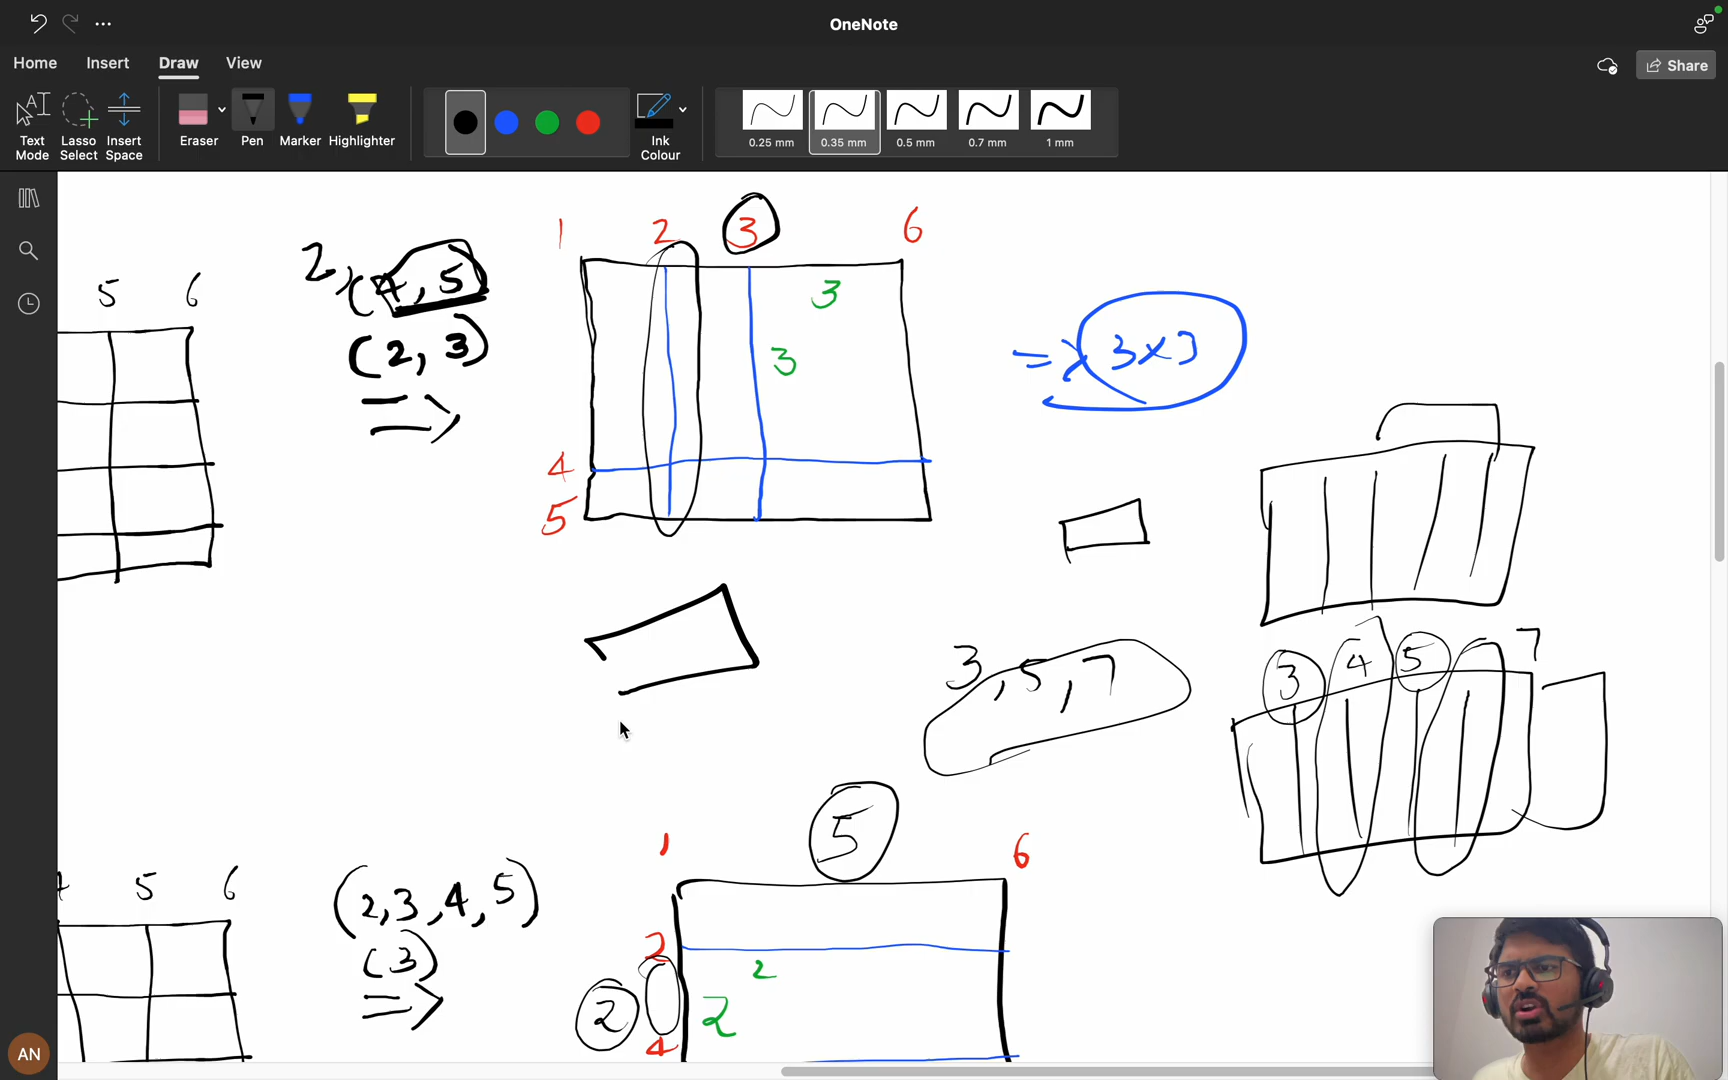 OneNote
Home Insert Draw View
Share
Text Mode
Lasso Select
Insert Space
Eraser
Pen
Marker
Highlighter
Ink Colour
0.25 mm
0.35 mm
0.5 mm
0.7 mm
1 mm
1 2 3 6
2, (4, 5)
5 6
3
(2, 3)
3
= > 3x3
=>
4
5
3, 5, 7
3 4 5 7
5
1 6
4 5 6
(2,3,4,5)
2
(3)
2
=>
2
2
4
AN